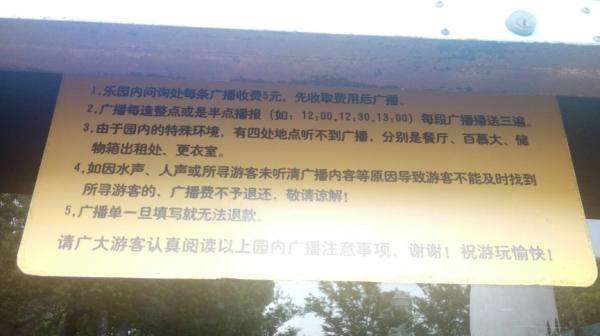 1.乐园内问询处每条广播收费5元，先收取费用后广播。
2.广播每逢整点或是半点播报（如：12:00,12:30,13:00）每段广播播送三遍。
3.由于园内的特殊环境，有四处地点听不到广播，分别是餐厅、百慕大、储
物箱出租处、更衣室。
4.如因水声、人声或所寻游客未听清广播内容等原因导致游客不能及时找到
所寻游客的，广播费不予退还，敬请谅解！
5.广播单一旦填写就无法退款。
请广大游客认真阅读以上园内广播注意事项，谢谢！祝游玩愉快！